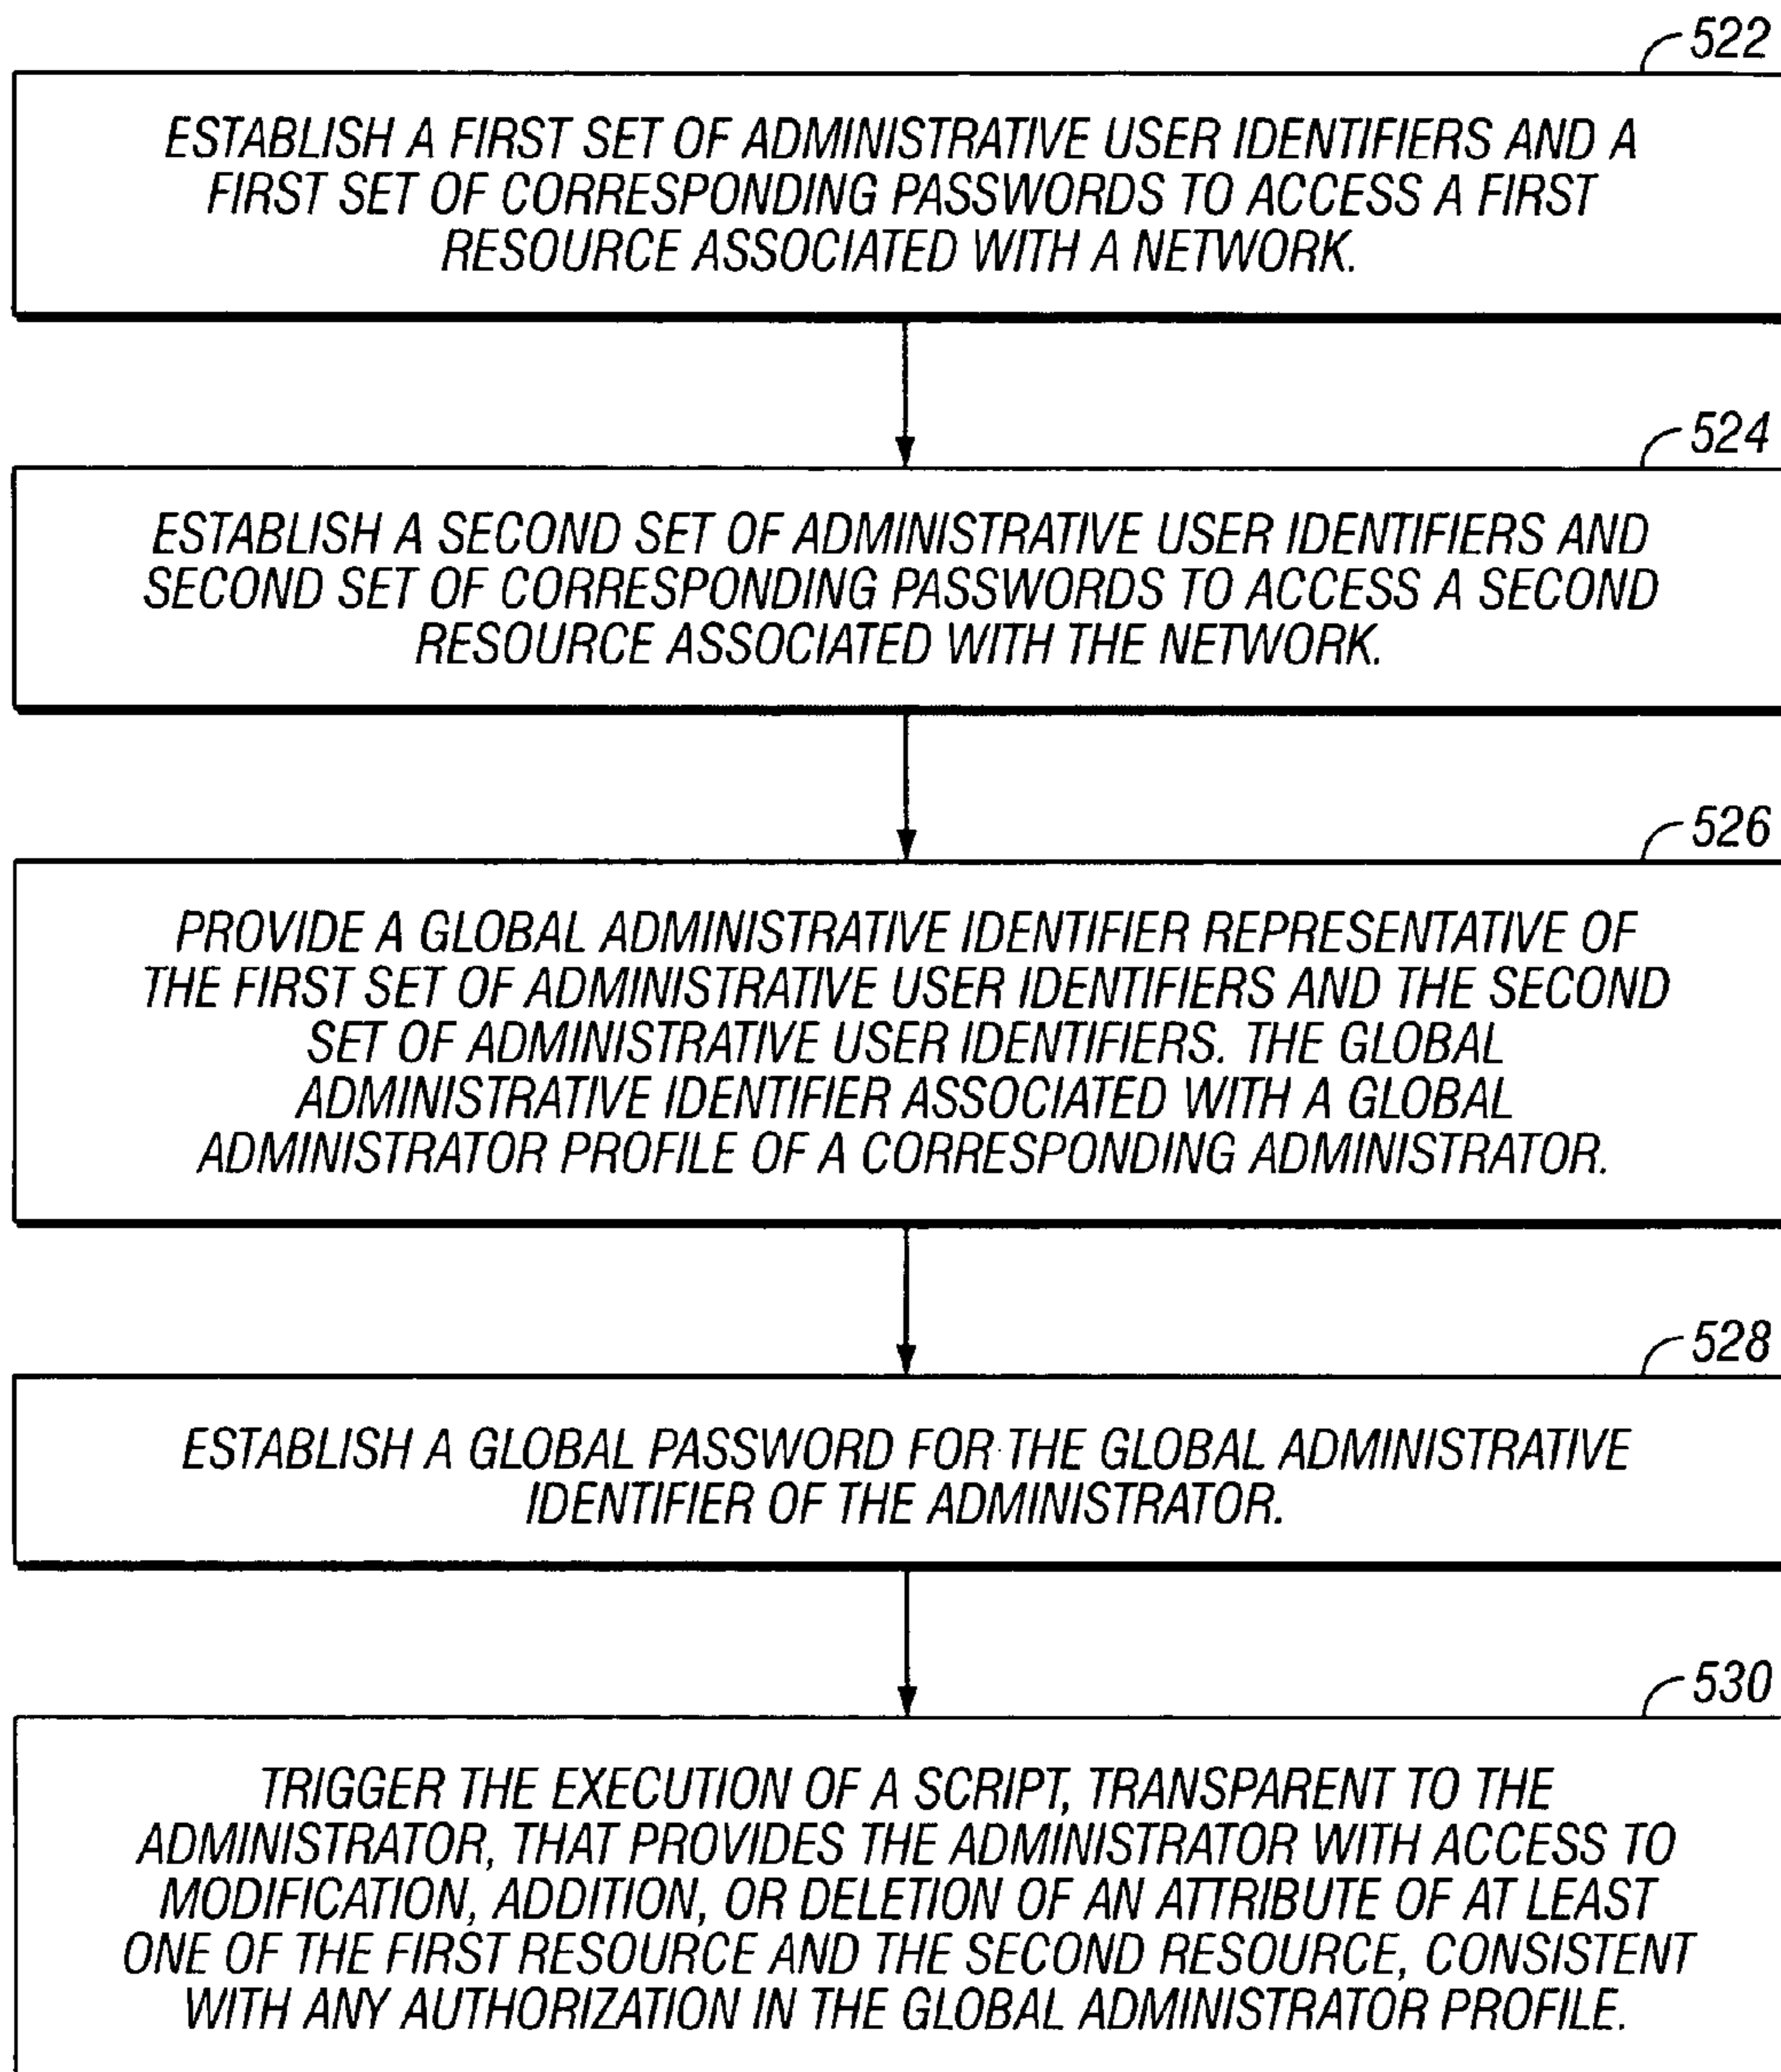 522
ESTABLISH A FIRST SET OF ADMINISTRATIVE USER IDENTIFIERS AND A
FIRST SET OF CORRESPONDING PASSWORDS TO ACCESS A FIRST
RESOURCE ASSOCIATED WITH A NETWORK.
524
ESTABLISH A SECOND SET OF ADMINISTRATIVE USER IDENTIFIERS AND
SECOND SET OF CORRESPONDING PASSWORDS TO ACCESS A SECOND
RESOURCE ASSOCIATED WITH THE NETWORK.
526
PROVIDE A GLOBAL ADMINISTRATIVE IDENTIFIER REPRESENTATIVE OF
THE FIRST SET OF ADMINISTRATIVE USER IDENTIFIERS AND THE SECOND
SET OF ADMINISTRATIVE USER IDENTIFIERS. THE GLOBAL
ADMINISTRATIVE IDENTIFIER ASSOCIATED WITH A GLOBAL
ADMINISTRATOR PROFILE OF A CORRESPONDING ADMINISTRATOR.
528
ESTABLISH A GLOBAL PASSWORD FOR THE GLOBAL ADMINISTRATIVE
IDENTIFIER OF THE ADMINISTRATOR.
530
TRIGGER THE EXECUTION OF A SCRIPT, TRANSPARENT TO THE
ADMINISTRATOR, THAT PROVIDES THE ADMINISTRATOR WITH ACCESS TO
MODIFICATION, ADDITION, OR DELETION OF AN ATTRIBUTE OF AT LEAST
ONE OF THE FIRST RESOURCE AND THE SECOND RESOURCE, CONSISTENT
WITH ANY AUTHORIZATION IN THE GLOBAL ADMINISTRATOR PROFILE.